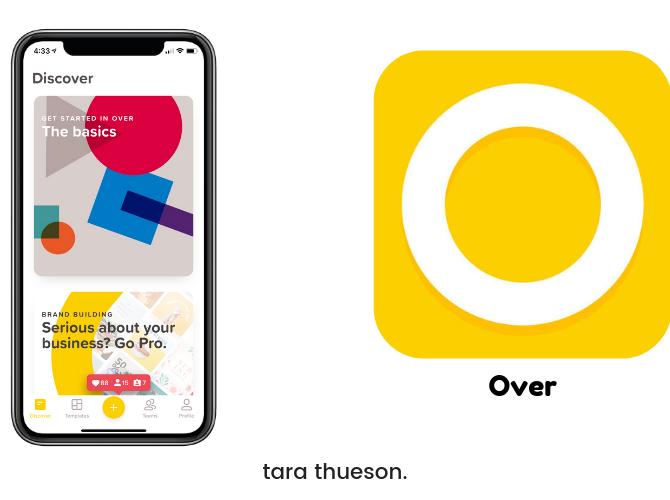 4:33
Discover
GET STARTED IN OVER
The basics
BRAND BUILDING
Serious about your
business? Go Pro.
50
88 15 7
Discover Templates Teams Profile
Over
tara thueson.